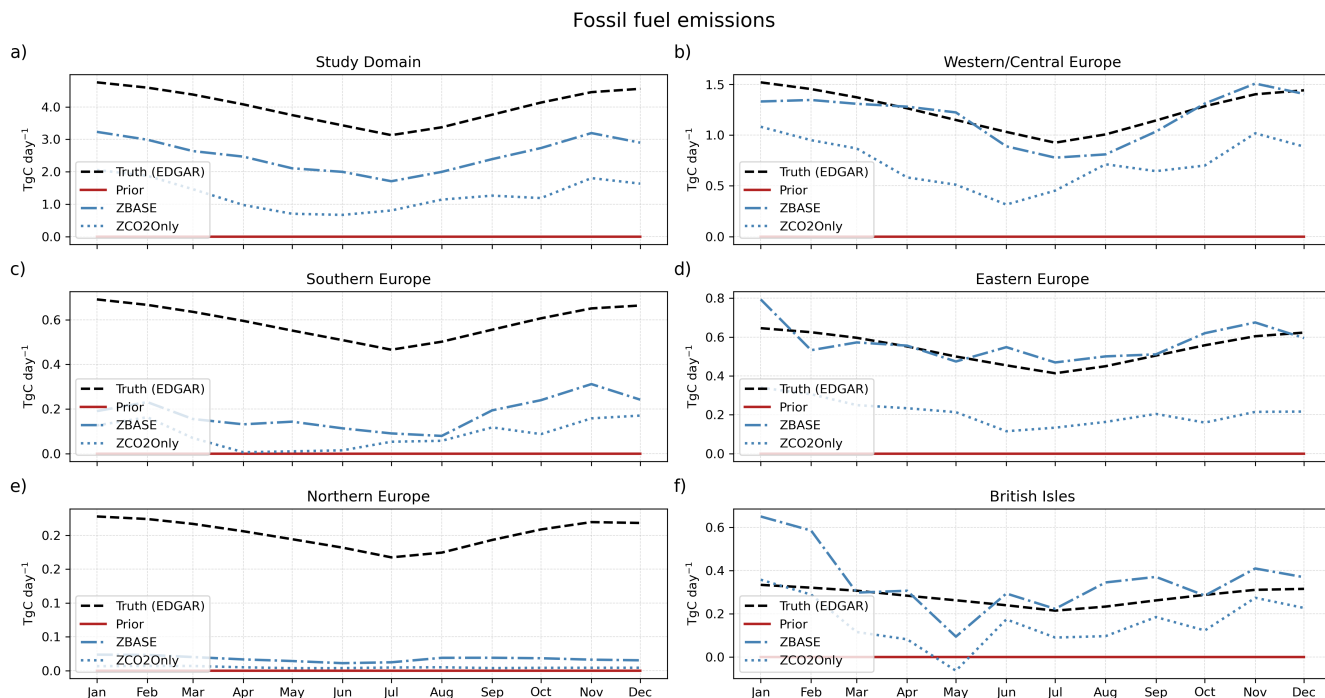 Fossil fuel emissions
a)
Study Domain
TgC day⁻¹
4.0
3.0
2.0
1.0
0.0
Truth (EDGAR)
Prior
ZBASE
ZCO2Only
b)
Western/Central Europe
TgC day⁻¹
1.5
1.0
0.5
0.0
Truth (EDGAR)
Prior
ZBASE
ZCO2Only
c)
Southern Europe
TgC day⁻¹
0.6
0.4
0.2
0.0
Truth (EDGAR)
Prior
ZBASE
ZCO2Only
d)
Eastern Europe
TgC day⁻¹
0.8
0.6
0.4
0.2
0.0
Truth (EDGAR)
Prior
ZBASE
ZCO2Only
e)
Northern Europe
TgC day⁻¹
0.2
0.2
0.1
0.1
0.0
Truth (EDGAR)
Prior
ZBASE
ZCO2Only
Jan Feb Mar Apr May Jun Jul Aug Sep Oct Nov Dec
f)
British Isles
TgC day⁻¹
0.6
0.4
0.2
0.0
Truth (EDGAR)
Prior
ZBASE
ZCO2Only
Jan Feb Mar Apr May Jun Jul Aug Sep Oct Nov Dec